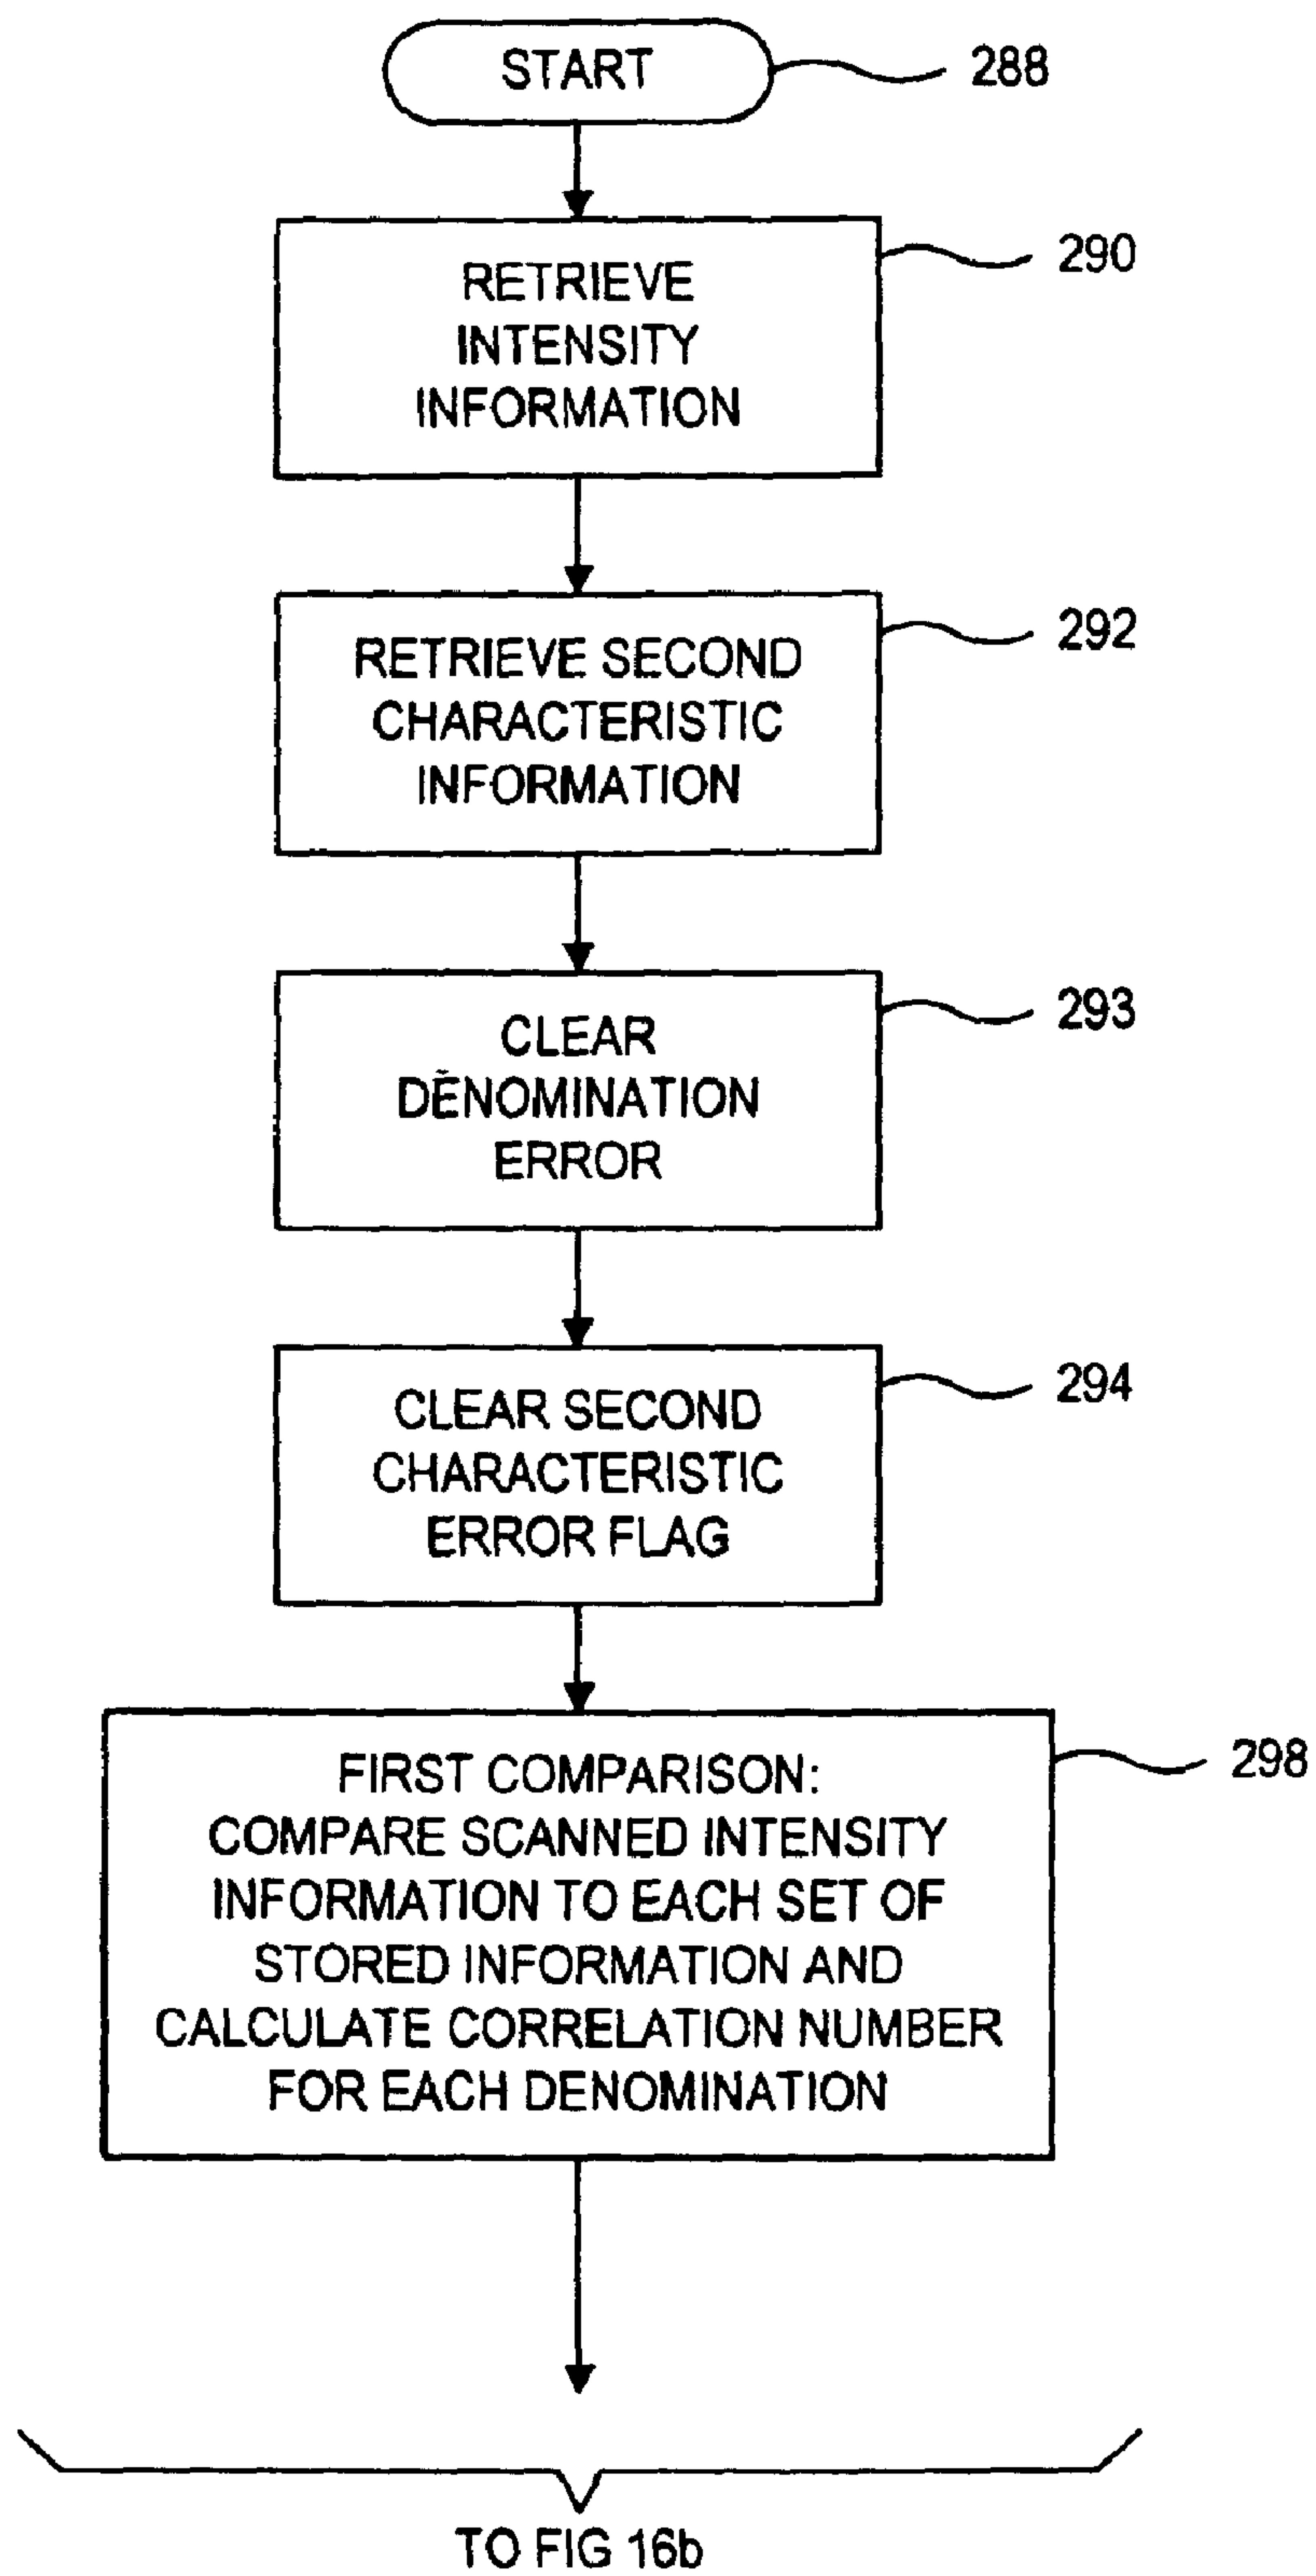 START
288
RETRIEVE
INTENSITY
INFORMATION
290
RETRIEVE SECOND
CHARACTERISTIC
INFORMATION
292
CLEAR
DENOMINATION
ERROR
293
CLEAR SECOND
CHARACTERISTIC
ERROR FLAG
294
FIRST COMPARISON:
COMPARE SCANNED INTENSITY
INFORMATION TO EACH SET OF
STORED INFORMATION AND
CALCULATE CORRELATION NUMBER
FOR EACH DENOMINATION
298
TO FIG 16b